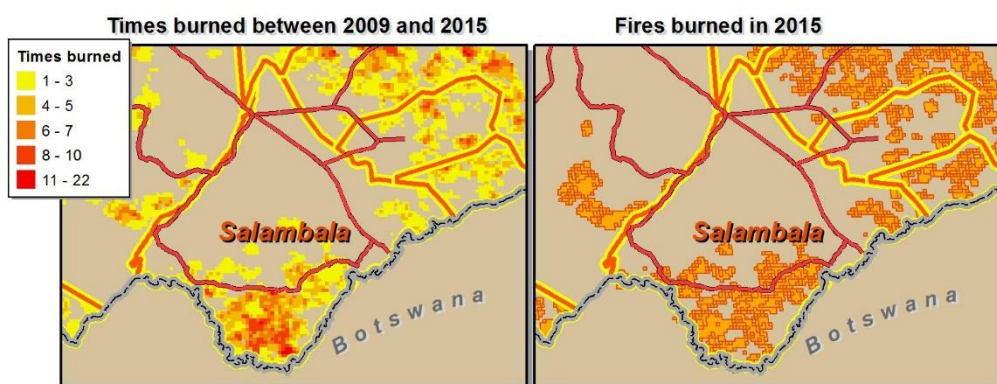 Times burned between 2009 and 2015
Times burned
1 - 3
4 - 5
6 - 7
8 - 10
11 - 22
Salambala
Botswana
Fires burned in 2015
Salambala
Botswana